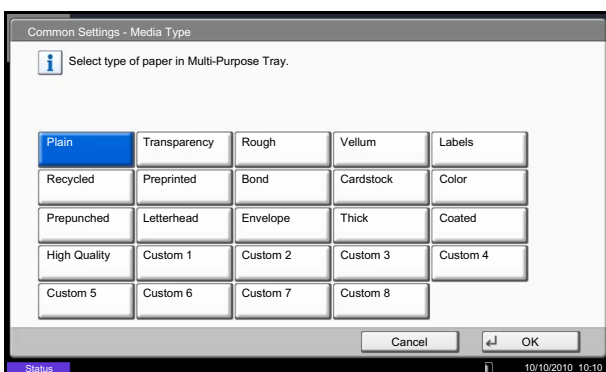 Common Settings - Media Type
Select type of paper in Multi-Purpose Tray.
Plain Transparency Rough Vellum Labels
Recycled Preprinted Bond Cardstock Color
Prepunched Letterhead Envelope Thick Coated
High Quality Custom 1 Custom 2 Custom 3 Custom 4
Custom 5 Custom 6 Custom 7 Custom 8
Cancel OK
Status 10/10/2010 10:10